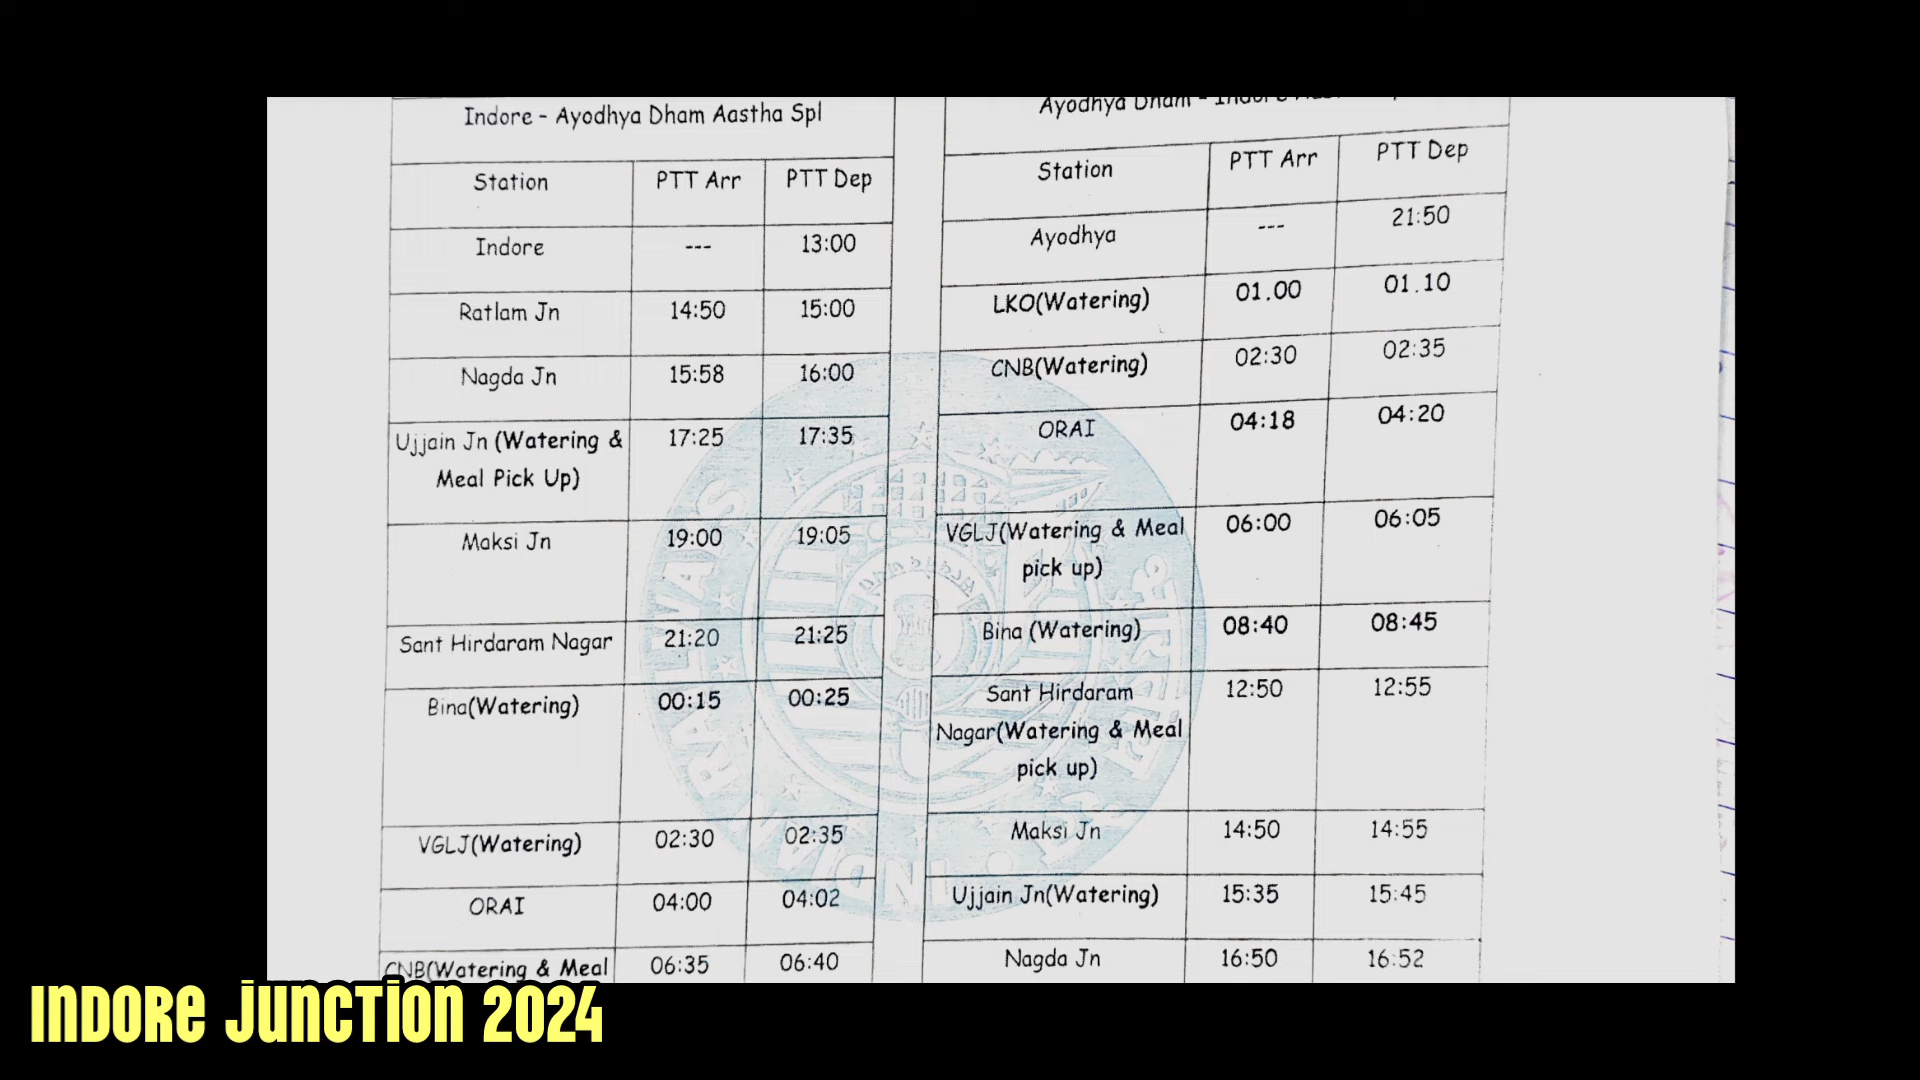 Indore - Ayodhya Dham Aastha Spl
Station PTT Arr PTT Dep
Indore --- 13:00
Ratlam Jn 14:50 15:00
Nagda Jn 15:58 16:00
Ujjain Jn (Watering & 17:25 17:35
Meal Pick Up)
Maksi Jn 19:00 19:05
Sant Hirdaram Nagar 21:20 21:25
Bina(Watering) 00:15 00:25
VGLJ(Watering) 02:30 02:35
ORAI 04:00 04:02
CNB(Watering & Meal 06:35 06:40
Ayodhya Dham - Indore
Station PTT Arr PTT Dep
Ayodhya --- 21:50
LKO(Watering) 01.00 01.10
CNB(Watering) 02:30 02:35
ORAI 04:18 04:20
VGLJ(Watering & Meal 06:00 06:05
pick up)
Bina (Watering) 08:40 08:45
Sant Hirdaram 12:50 12:55
Nagar(Watering & Meal
pick up)
Maksi Jn 14:50 14:55
Ujjain Jn(Watering) 15:35 15:45
Nagda Jn 16:50 16:52
INDIAN RAILWAYS
INDORE JUNCTION 2024